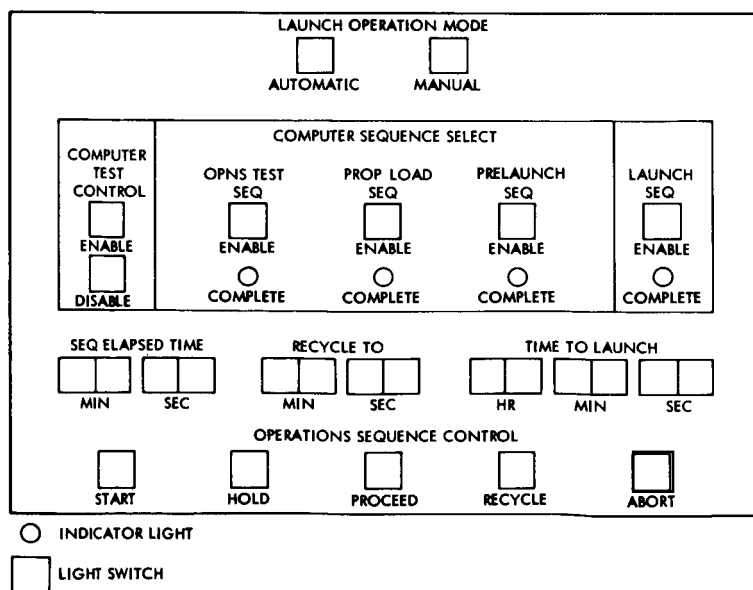 LAUNCH OPERATION MODE
AUTOMATIC MANUAL
COMPUTER SEQUENCE SELECT
COMPUTER
TEST
CONTROL
ENABLE
DISABLE
OPNS TEST
SEQ
ENABLE
COMPLETE
PROP LOAD
SEQ
ENABLE
COMPLETE
PRELAUNCH
SEQ
ENABLE
COMPLETE
LAUNCH
SEQ
ENABLE
COMPLETE
SEQ ELAPSED TIME
MIN SEC
RECYCLE TO
MIN SEC
TIME TO LAUNCH
HR MIN SEC
OPERATIONS SEQUENCE CONTROL
START HOLD PROCEED RECYCLE ABORT
INDICATOR LIGHT
LIGHT SWITCH